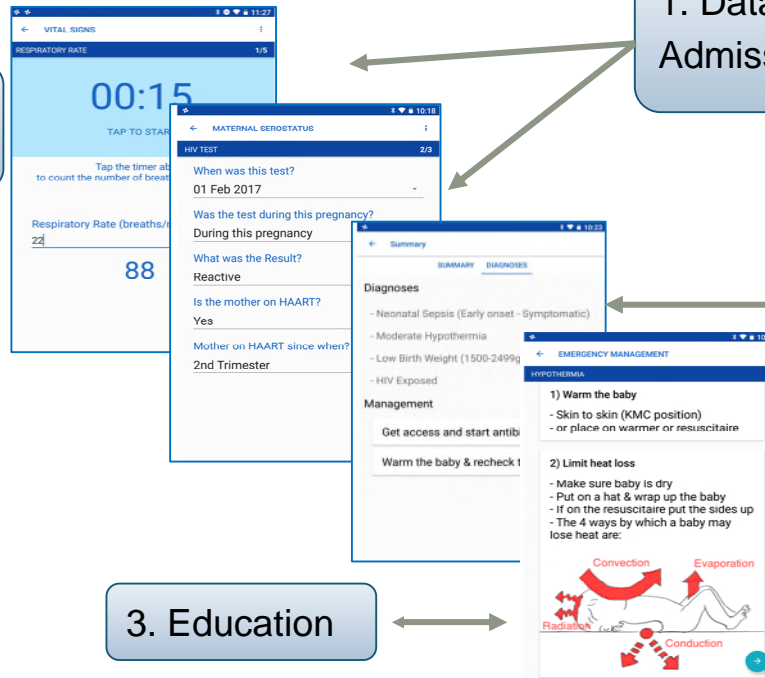 1. Data
Admiss
11:27
VITAL SIGNS
RESPIRATORY RATE 1/5
00:15
TAP TO STAR
Tap the timer ab
to count the number of breat
Respiratory Rate (breaths/
22
88
10:18
MATERNAL SEROSTATUS
HIV TEST 2/3
When was this test?
01 Feb 2017
Was the test during this pregnancy?
During this pregnancy
What was the Result?
Reactive
Is the mother on HAART?
Yes
Mother on HAART since when?
2nd Trimester
10:23
Summary
SUMMARY DIAGNOSES
Diagnoses
- Neonatal Sepsis (Early onset - Symptomatic)
- Moderate Hypothermia
- Low Birth Weight (1500-2499g
- HIV Exposed
Management
Get access and start antibi
Warm the baby & recheck t
10
EMERGENCY MANAGEMENT
HYPOTHERMIA
1) Warm the baby
- Skin to skin (KMC position)
- or place on warmer or resuscitaire
2) Limit heat loss
- Make sure baby is dry
- Put on a hat & wrap up the baby
- If on the resuscitaire put the sides up
- The 4 ways by which a baby may
lose heat are:
Convection Evaporation
Radiation
Conduction
3. Education